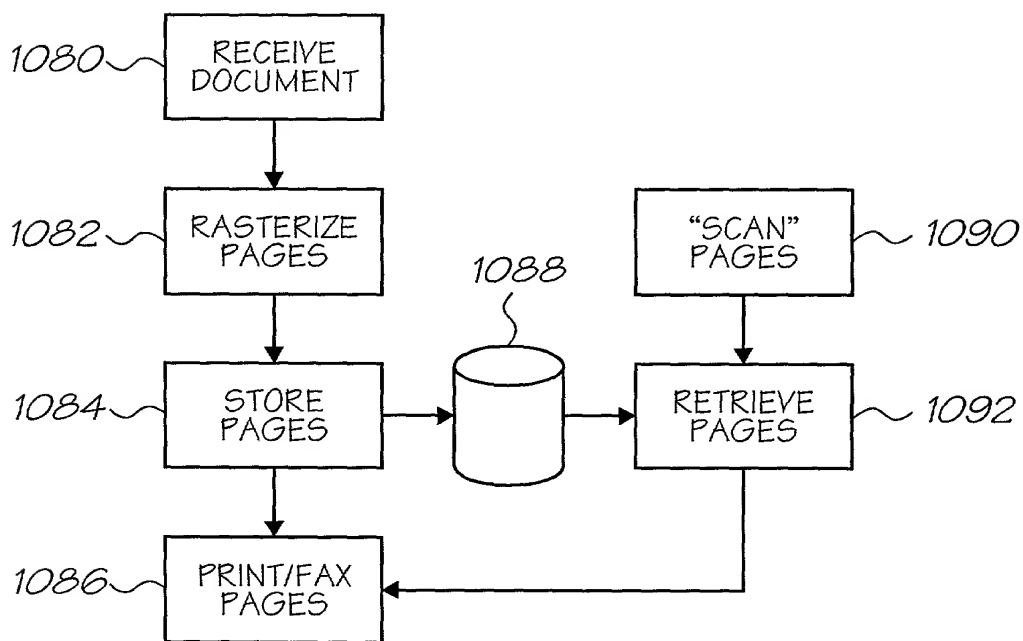 1080
RECEIVE
DOCUMENT
1082
RASTERIZE
PAGES
"SCAN"
PAGES
1090
1088
1084
STORE
PAGES
RETRIEVE
PAGES
1092
1086
PRINT/FAX
PAGES